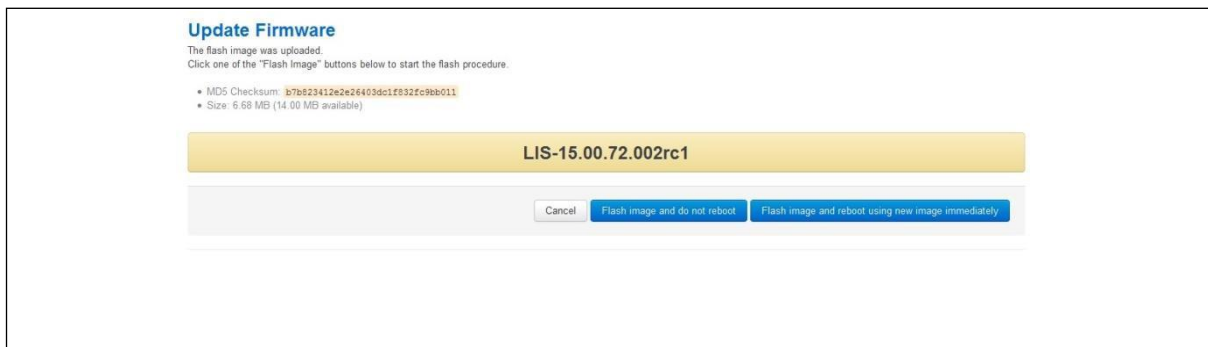 Update Firmware
The flash image was uploaded.
Click one of the "Flash Image" buttons below to start the flash procedure.
MD5 Checksum: b7b823412e2e26403dc1f832fc9bb011
Size: 6.68 MB (14.00 MB available)
LIS-15.00.72.002rc1
Cancel
Flash image and do not reboot
Flash image and reboot using new image immediately